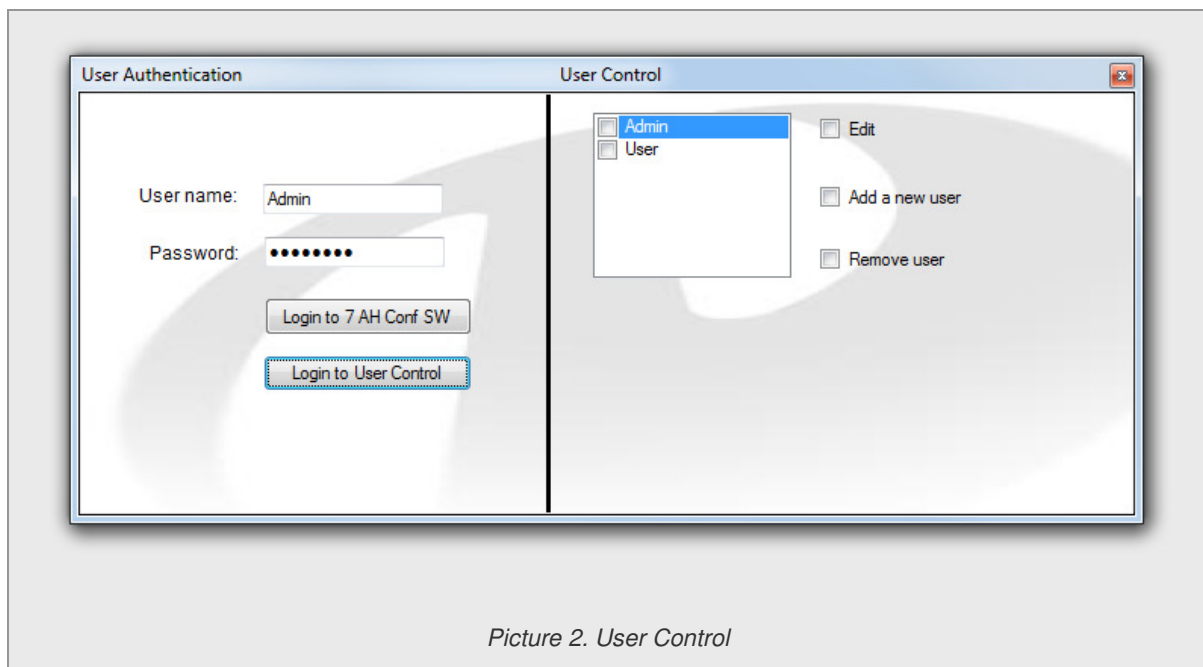 User Authentication
User Control
User name:
Admin
Password:
••••••••
Login to 7 AH Conf SW
Login to User Control
Admin
User
Edit
Add a new user
Remove user
Picture 2. User Control